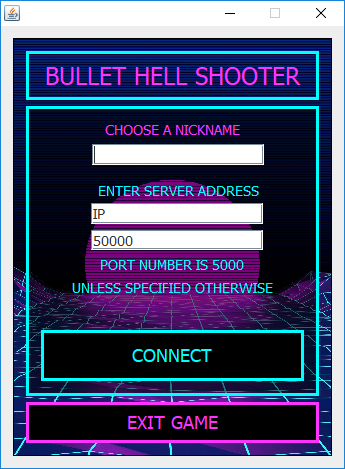 BULLET HELL SHOOTER
CHOOSE A NICKNAME
ENTER SERVER ADDRESS
IP
50000
PORT NUMBER IS 5000
UNLESS SPECIFIED OTHERWISE
CONNECT
EXIT GAME